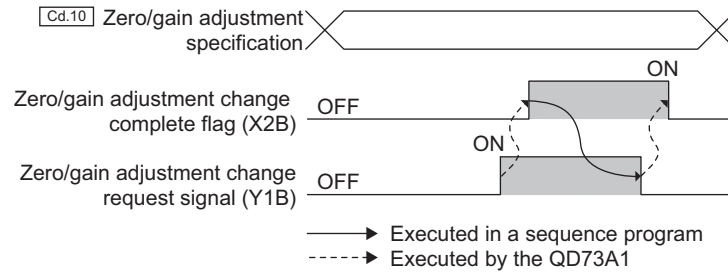 Cd.10 Zero/gain adjustment
specification
ON
Zero/gain adjustment change
complete flag (X2B)
OFF
ON
Zero/gain adjustment change
request signal (Y1B)
OFF
Executed in a sequence program
Executed by the QD73A1